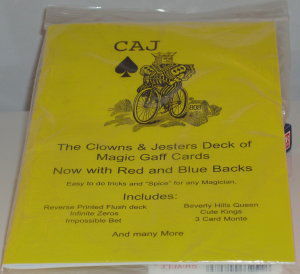 CAJ
BOB
The Clowns & Jesters Deck of
Magic Gaff Cards
Now with Red and Blue Backs
Easy to do tricks and "Spice" for any Magician.
Includes:
Reverse Printed Flush deck
Infinite Zeros
Impossible Bet
Beverly Hills Queen
Cute Kings
3 Card Monte
And many More